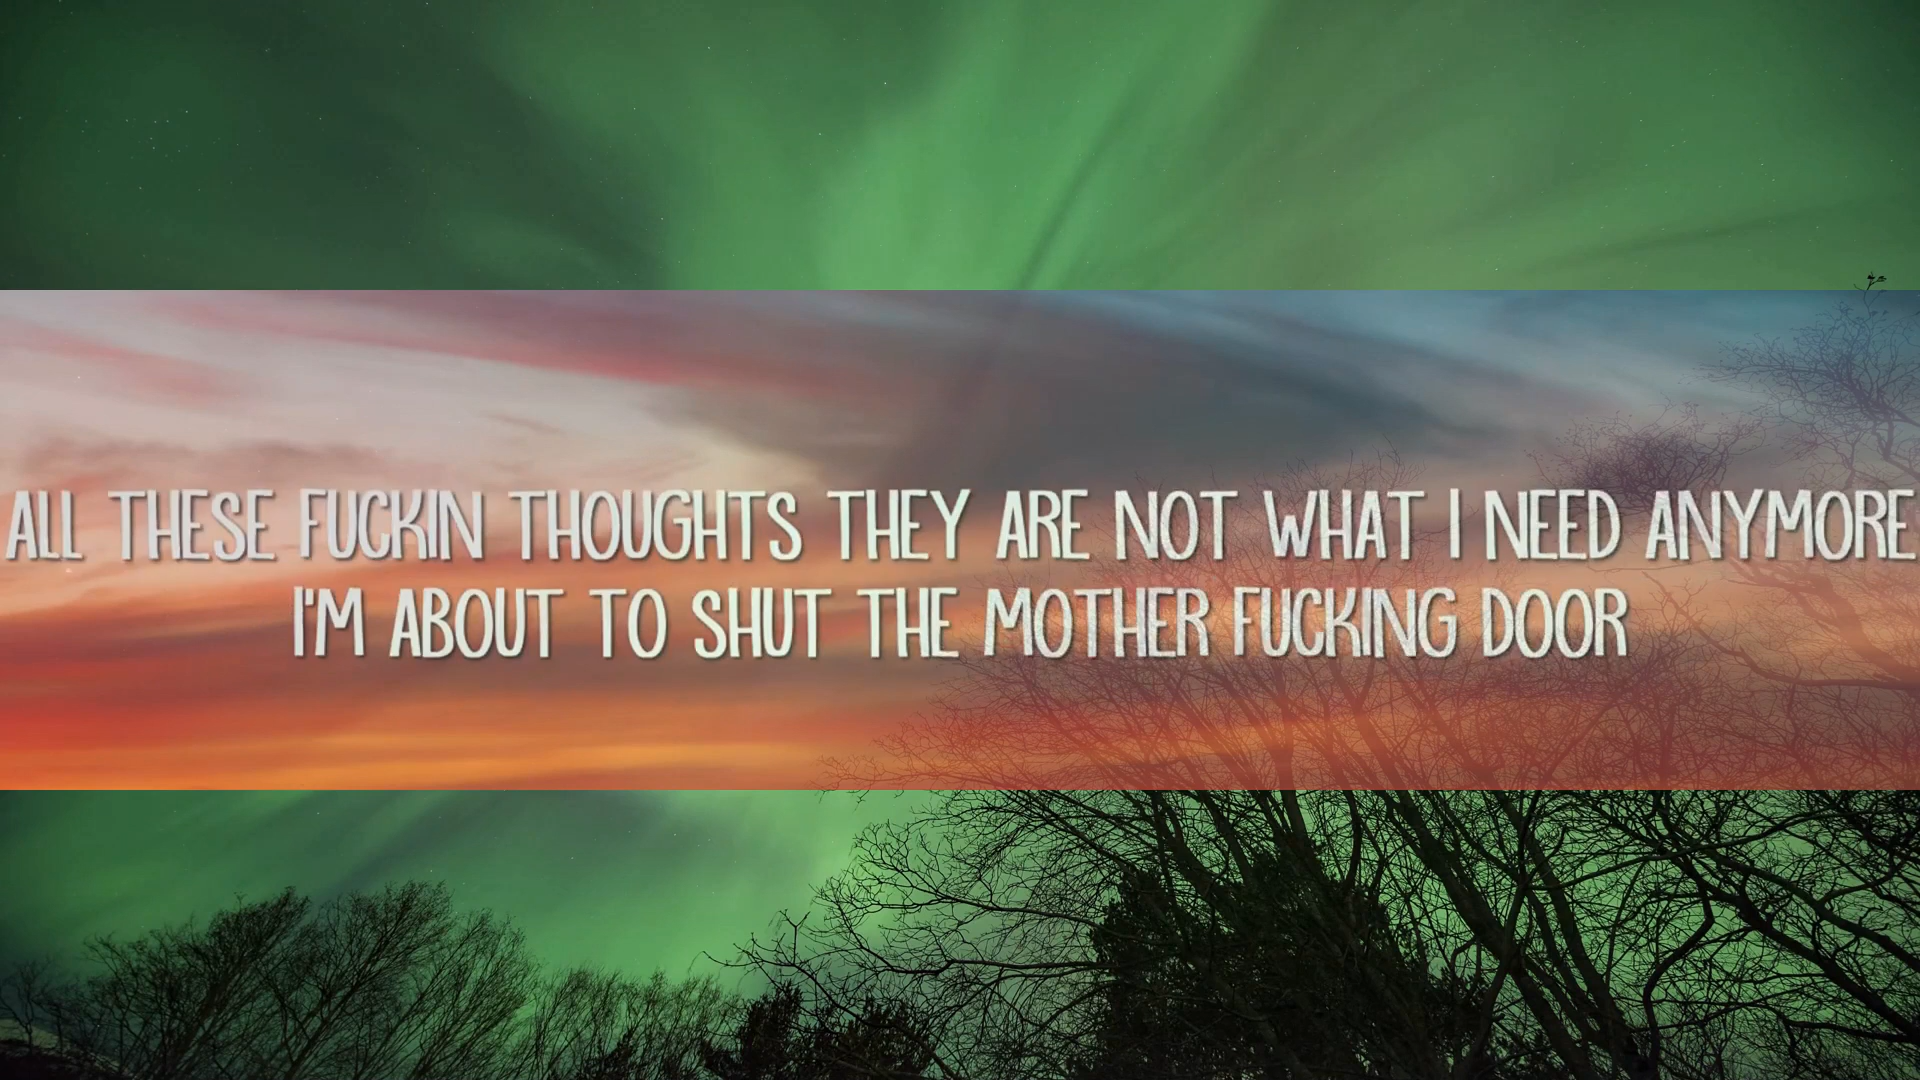 ALL THESE FUCKIN THOUGHTS THEY ARE NOT WHAT I NEED ANYMORE
I'M ABOUT TO SHUT THE MOTHER FUCKING DOOR